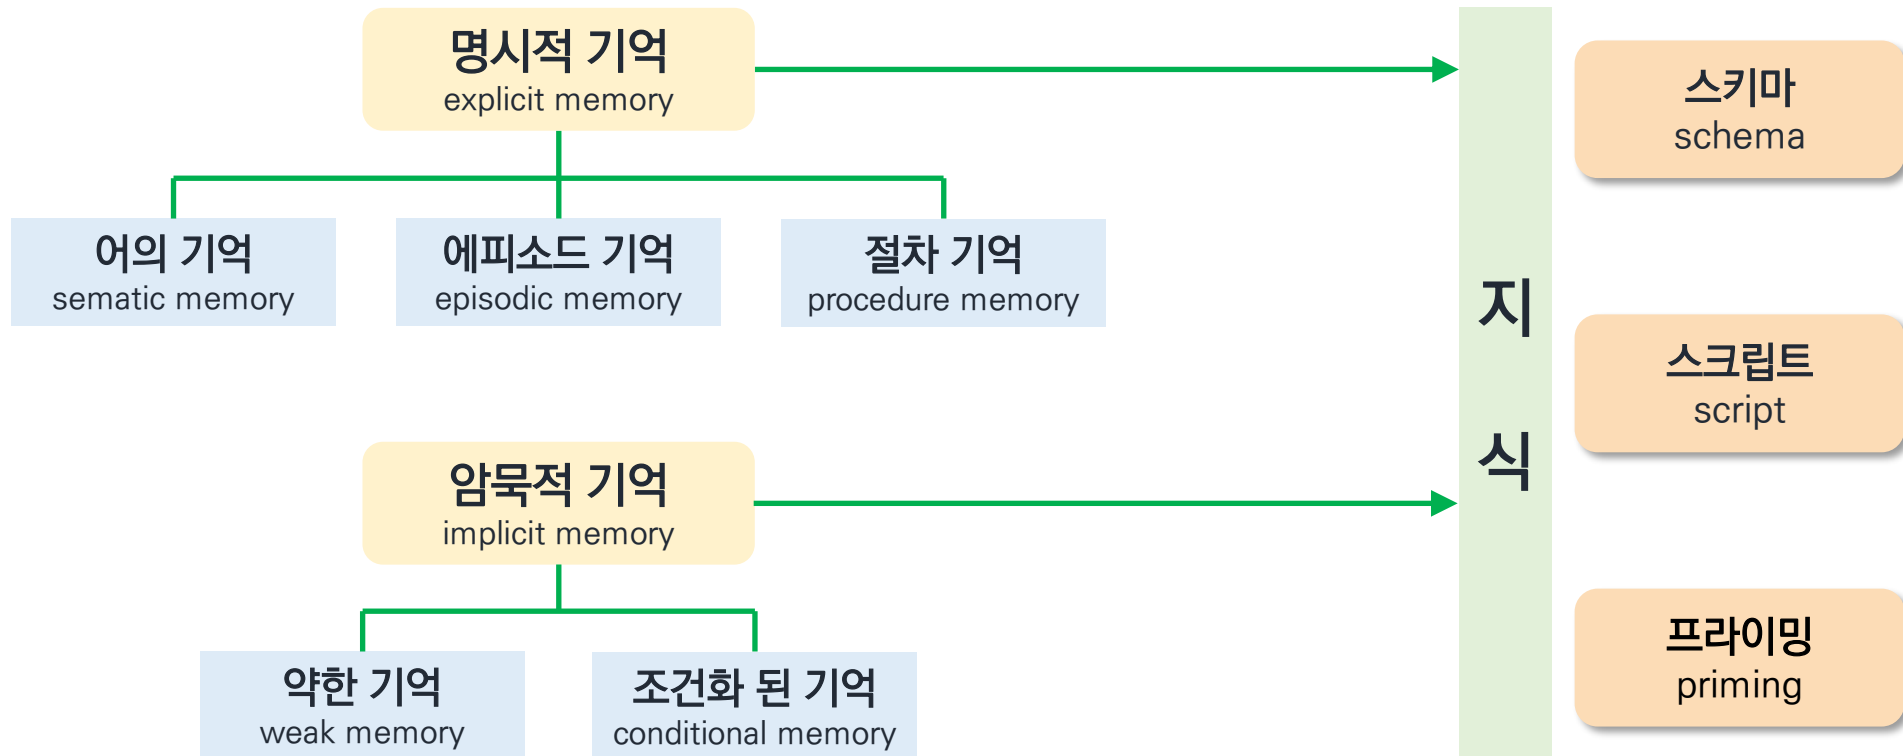 명시적 기억
explicit memory
어의 기억
sematic memory
에피소드 기억
episodic memory
절차 기억
procedure memory
암묵적 기억
implicit memory
약한 기억
weak memory
조건화 된 기억
conditional memory
지
식
스키마
schema
스크립트
script
프라이밍
priming